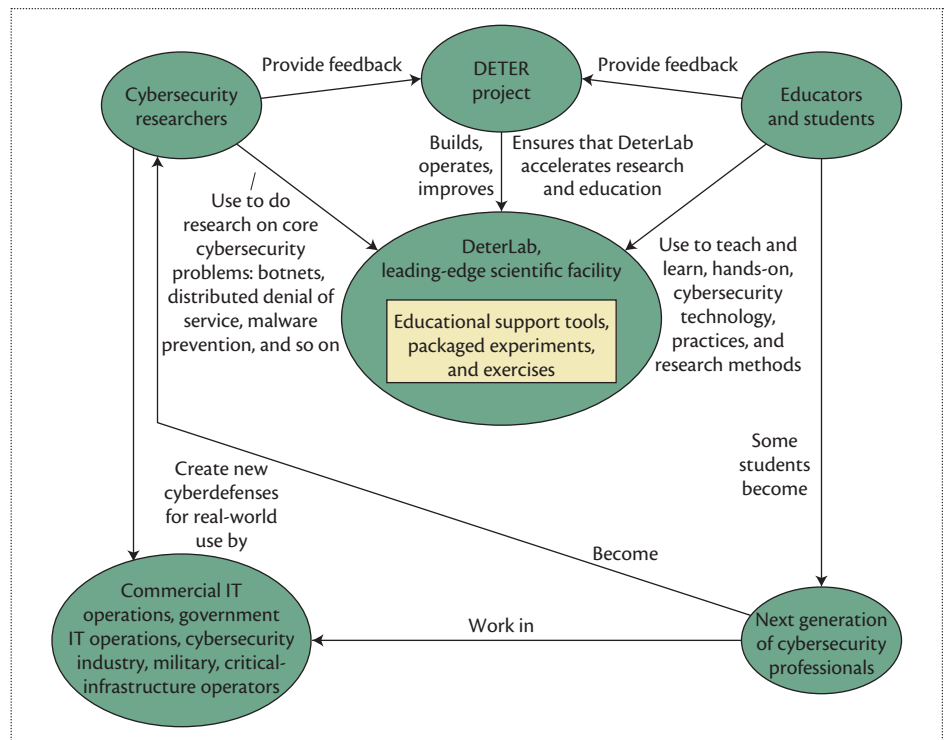 Provide feedback
DETER
project
Provide feedback
Cybersecurity
researchers
Educators
and students
Builds,
operates,
improves
Ensures that DeterLab
accelerates research
and education
Use to do
research on core
cybersecurity
problems: botnets,
distributed denial of
service, malware
prevention, and so on
DeterLab,
leading-edge scientific facility
Educational support tools,
packaged experiments,
and exercises
Use to teach and
learn, hands-on,
cybersecurity
technology,
practices, and
research methods
Some
students
become
Create new
cyberdefenses
for real-world
use by
Become
Commercial IT
operations, government
IT operations, cybersecurity
industry, military, critical-
infrastructure operators
Work in
Next generation
of cybersecurity
professionals